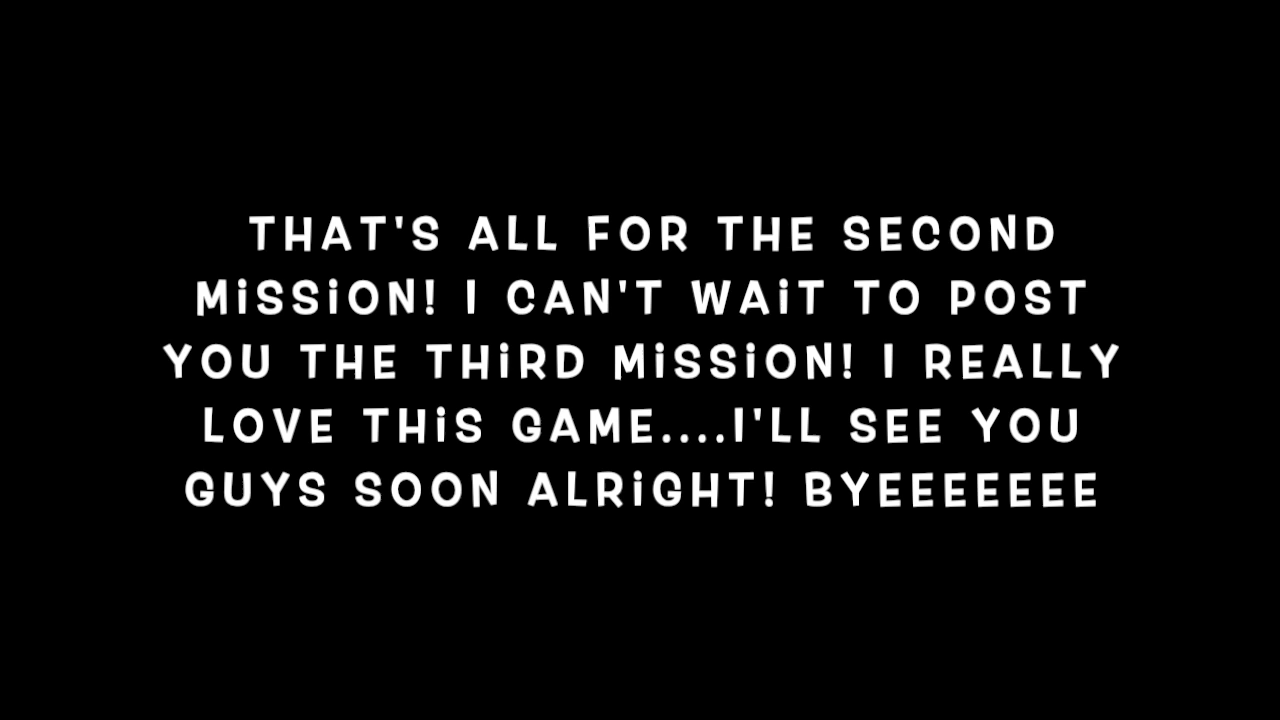 THAT'S ALL FOR THE SECOND
MiSSiON! I CAN'T WAiT TO POST
YOU THE THiRD MiSSiON! I REALLY
LOVE THiS GAME....I'LL SEE YOU
GUYS SOON ALRiGHT! BYEEEEEEE